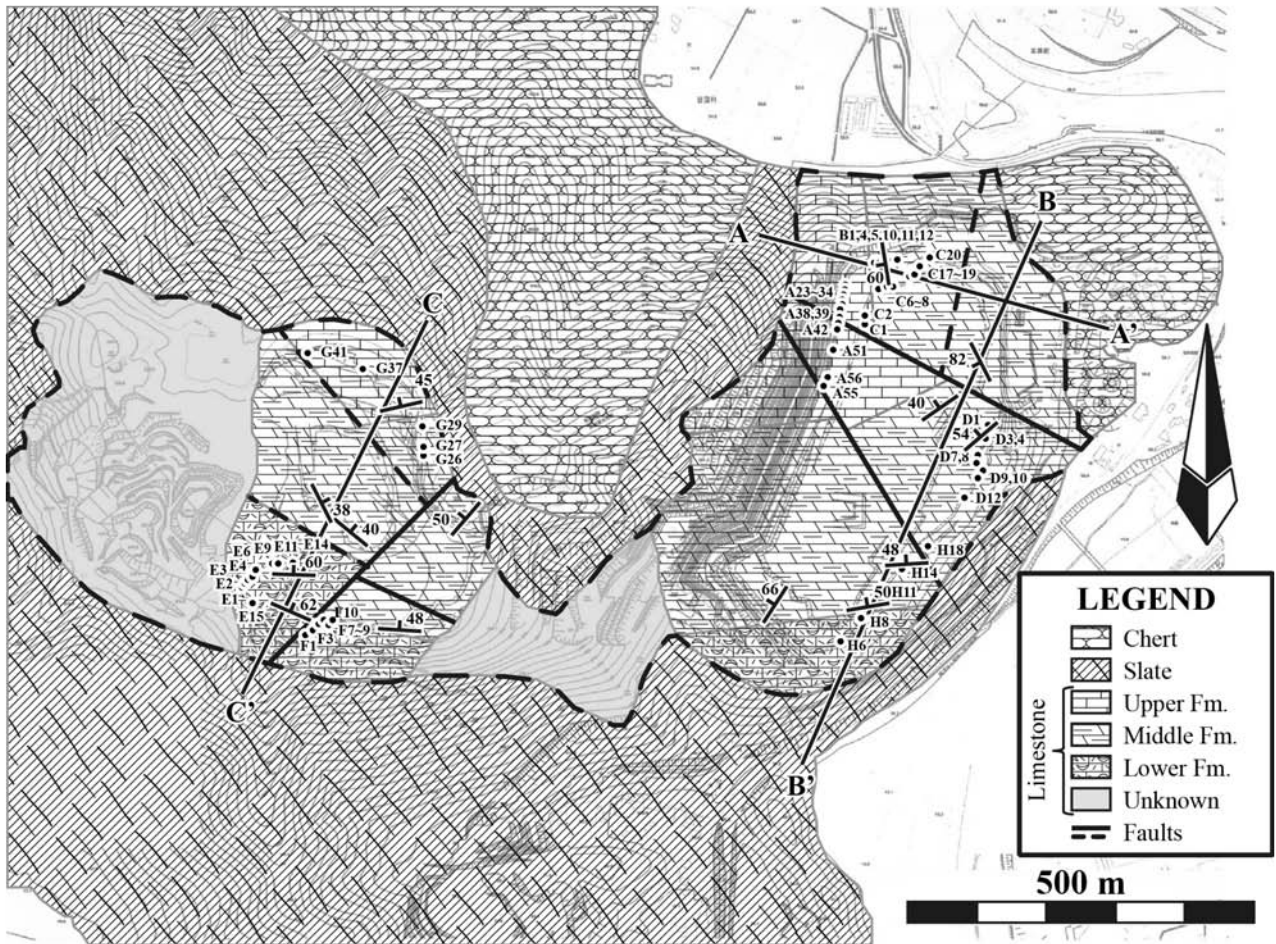 B
A
B1,4,5.10,11,12
C20
60
C17~19
A23~34
C6~8
A38,39
C2
A42
C1
A'
A51
C
82
G41
G37
A56
A55
45
40
G29
D1
54
D3,4
G27
G26
D7,8
D9,10
50
D12
38
40
E6
E9
E11
E14
E3
E4
60
E2
48
H18
H14
E1
66
50
H11
E15
62
F10
F7~9
F3
F1
48
H8
H6
C'
B'
LEGEND
Chert
Slate
Upper Fm.
Middle Fm.
Lower Fm.
Unknown
Faults
Limestone
500 m